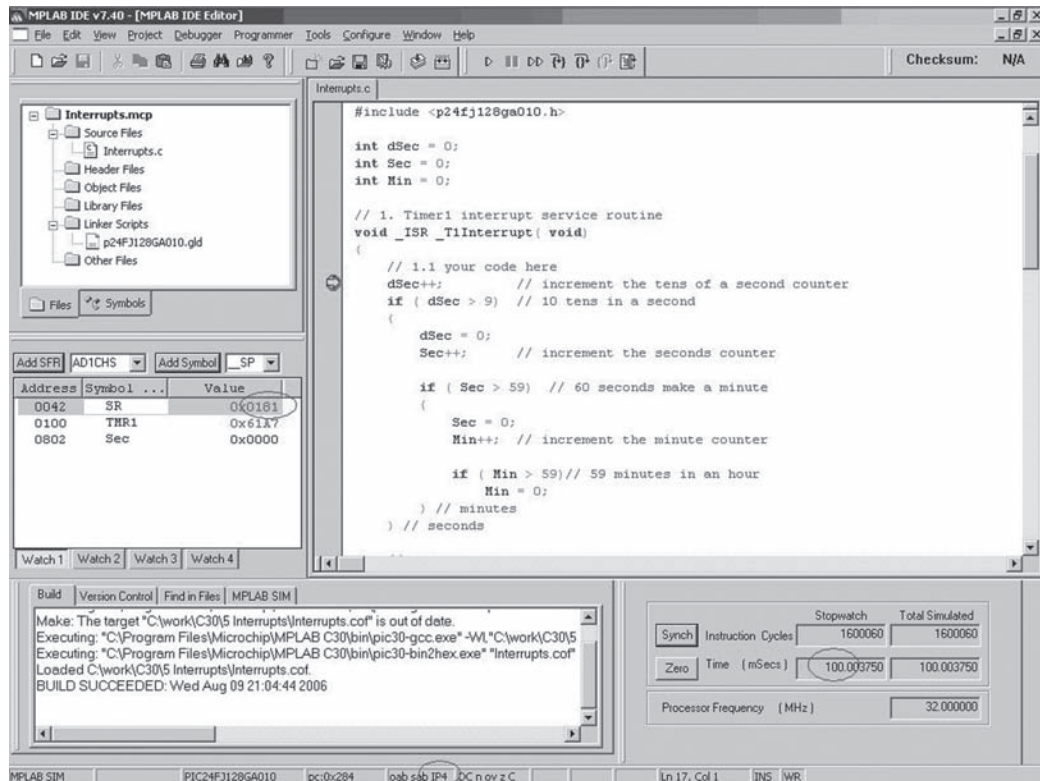 MPLAB IDE v7.40 - [MPLAB IDE Editor]
File Edit View Project Debugger Programmer Tools Configure Window Help
Checksum: N/A
Interrupts.mcp
Source Files
Interrupts.c
Header Files
Object Files
Library Files
Linker Scripts
p24FJ128GA010.gld
Other Files
Files Symbols
Add SFR AD1CHS Add Symbol __SP
Address Symbol ... Value
0042 SR 0x0181
0100 TMR1 0x61A7
0802 Sec 0x0000
Watch 1 Watch 2 Watch 3 Watch 4
Interrupts.c
#include <p24fj128ga010.h>
int dSec = 0;
int Sec = 0;
int Min = 0;
// 1. Timer1 interrupt service routine
void _ISR _T1Interrupt( void)
{
// 1.1 your code here
dSec++; // increment the tens of a second counter
if ( dSec > 9) // 10 tens in a second
{
dSec = 0;
Sec++; // increment the seconds counter
if ( Sec > 59) // 60 seconds make a minute
{
Sec = 0;
Min++; // increment the minute counter
if ( Min > 59)// 59 minutes in an hour
Min = 0;
} // minutes
} // seconds
Build Version Control Find in Files MPLAB SIM
Make: The target "C:\work\C30\5 Interrupts\Interrupts.cof" is out of date.
Executing: "C:\Program Files\Microchip\MPLAB C30\bin\pic30-gcc.exe" -Wl,"C:\work\C30\5
Executing: "C:\Program Files\Microchip\MPLAB C30\bin\pic30-bin2hex.exe" "Interrupts.cof"
Loaded C:\work\C30\5 Interrupts\Interrupts.cof.
BUILD SUCCEEDED: Wed Aug 09 21:04:44 2006
Stopwatch Total Simulated
Synch Instruction Cycles 1600060 1600060
Zero Time (mSecs) 100.003750 100.003750
Processor Frequency (MHz) 32.000000
MPLAB SIM PIC24FJ128GA010 pc:0x284 oab sab IP4 DC n ov z C Ln 17, Col 1 INS WR